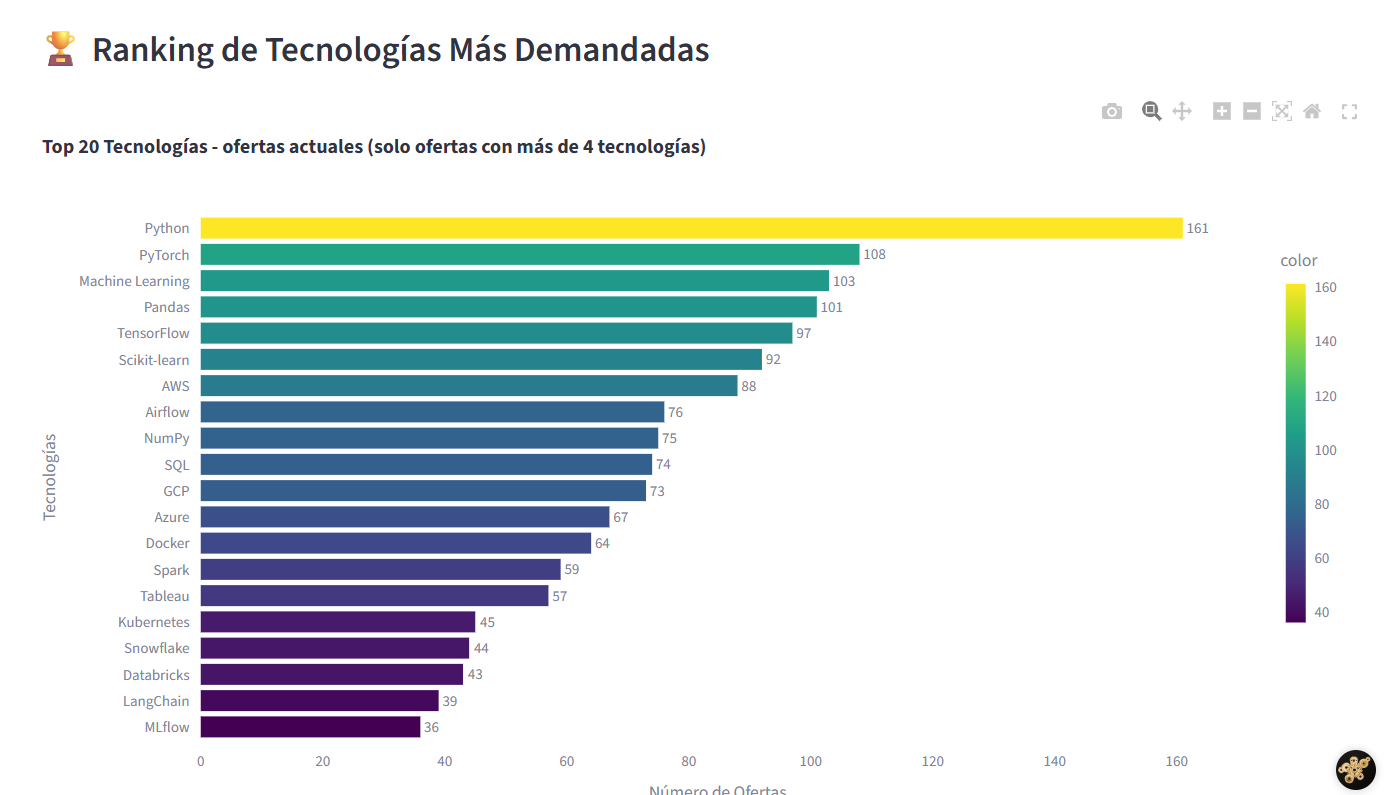 🏆 Ranking de Tecnologías Más Demandadas
Top 20 Tecnologías - ofertas actuales (solo ofertas con más de 4 tecnologías)
Tecnologías
Python 161
PyTorch 108
Machine Learning 103
Pandas 101
TensorFlow 97
Scikit-learn 92
AWS 88
Airflow 76
NumPy 75
SQL 74
GCP 73
Azure 67
Docker 64
Spark 59
Tableau 57
Kubernetes 45
Snowflake 44
Databricks 43
LangChain 39
MLflow 36
0 20 40 60 80 100 120 140 160
Número de Ofertas
color
160
140
120
100
80
60
40